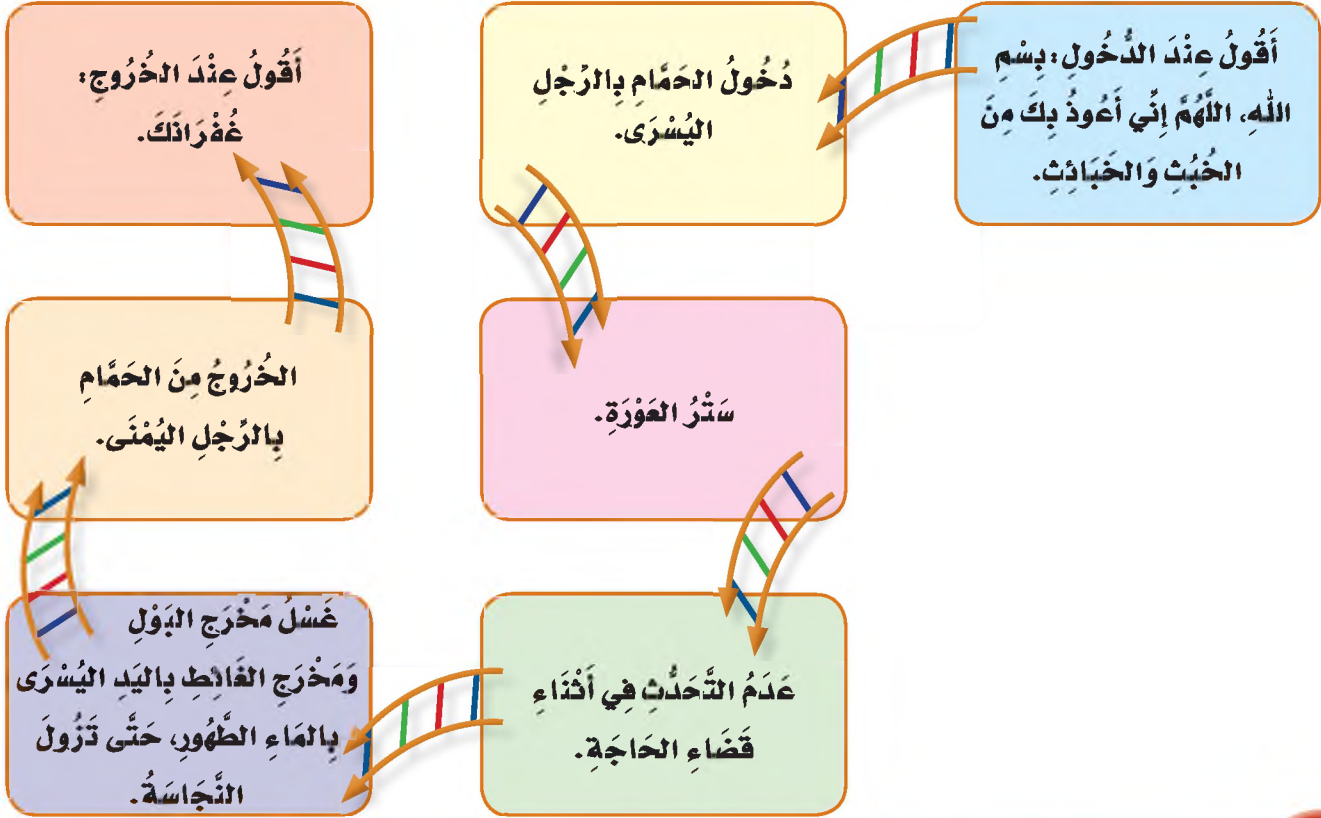 أَقُولُ عِنْدَ الدُّخُولِ: بِسْمِ
اللهِ، اللَّهُمَّ إِنِّي أَعُوذُ بِكَ مِنَ
الخُبُثِ وَالخَبَائِثِ.
دُخُولُ الحَمَّامِ بِالرِّجْلِ
اليُسْرَى.
سَتْرُ العَوْرَةِ.
عَدَمُ التَّحَدُّثِ فِي أَثْنَاءِ
قَضَاءِ الحَاجَةِ.
غَسْلُ مَخْرَجِ البَوْلِ
وَمَخْرَجِ الغَائِطِ بِاليَدِ اليُسْرَى
بِالمَاءِ الطَّهُورِ، حَتَّى تَزُولَ
النَّجَاسَةُ.
الخُرُوجُ مِنَ الحَمَّامِ
بِالرِّجْلِ اليُمْنَى.
أَقُولُ عِنْدَ الخُرُوجِ:
غُفْرَانَكَ.